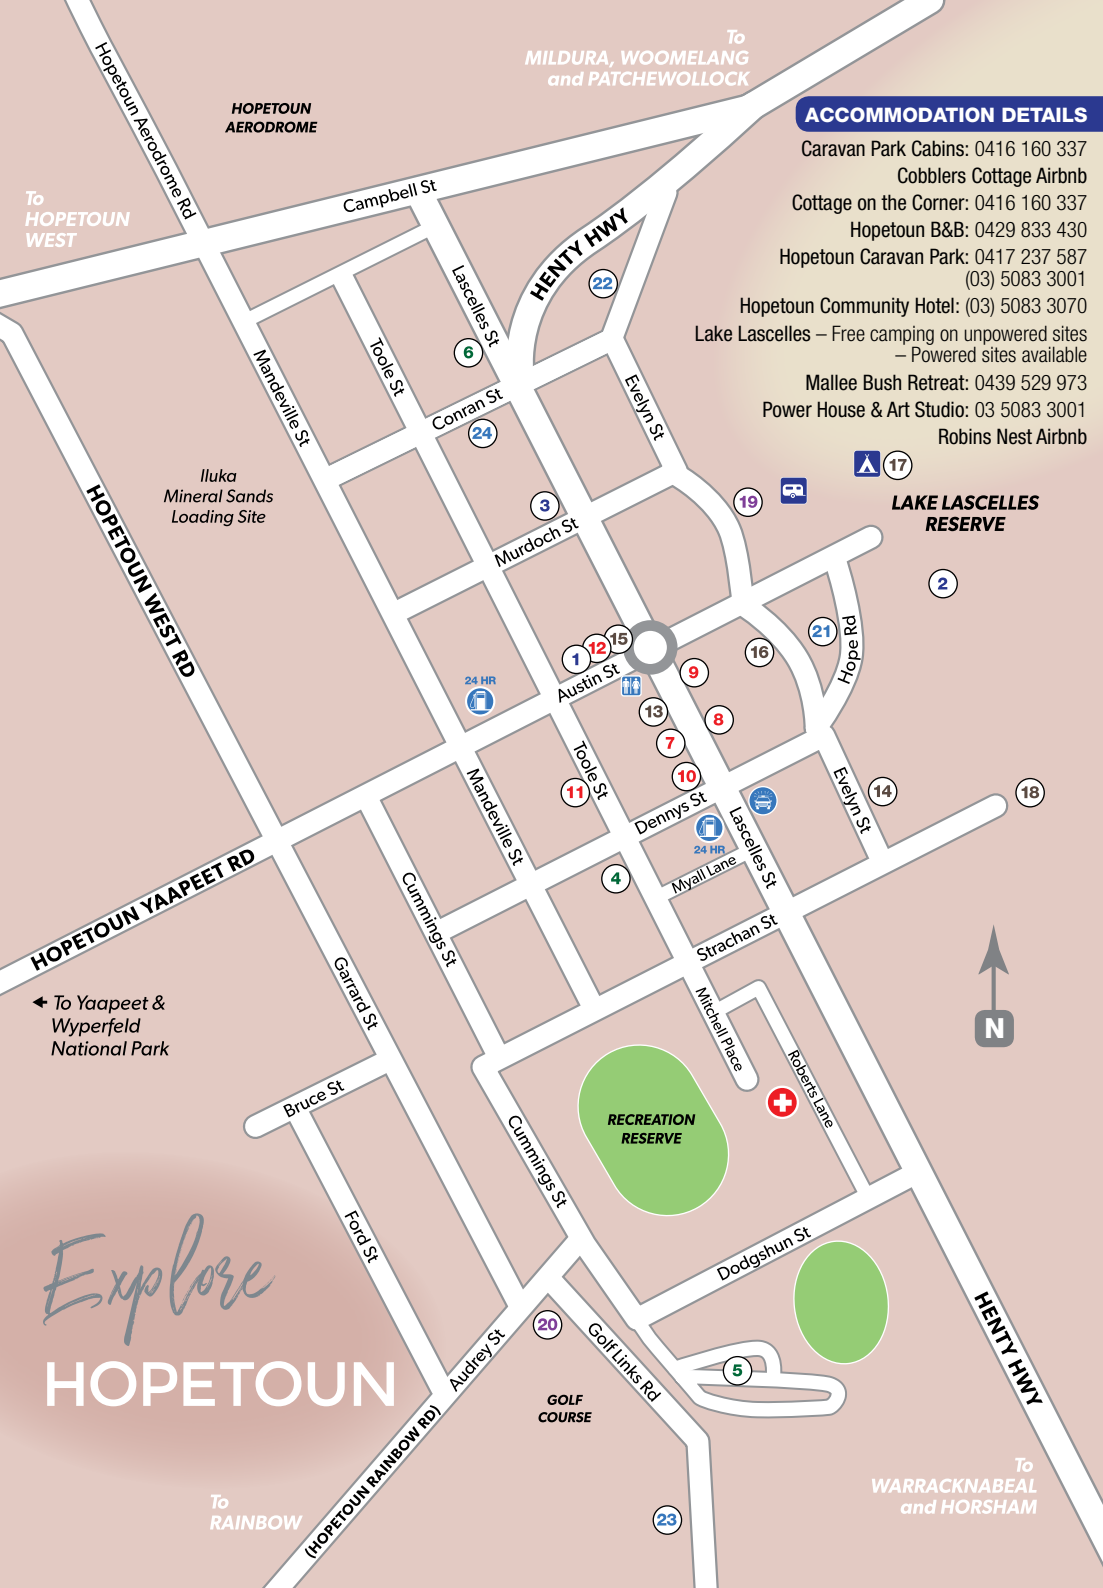 To
MILDURA, WOOMELANG
and PATCHEWOLLOCK
HOPETOUN
AERODROME
Hopetoun Aerodrome Rd
ACCOMMODATION DETAILS
Caravan Park Cabins: 0416 160 337
Cobblers Cottage Airbnb
Cottage on the Corner: 0416 160 337
Hopetoun B&B: 0429 833 430
Hopetoun Caravan Park: 0417 237 587
(03) 5083 3001
Hopetoun Community Hotel: (03) 5083 3070
Lake Lascelles – Free camping on unpowered sites
– Powered sites available
Mallee Bush Retreat: 0439 529 973
Power House & Art Studio: 03 5083 3001
Robins Nest Airbnb
To
HOPETOUN
WEST
Campbell St
HENTY HWY
Lascelles St
22
6
Toole St
Mandeville St
Conran St
24
Evelyn St
17
19
LAKE LASCELLES
RESERVE
Iluka
Mineral Sands
Loading Site
3
Murdoch St
HOPETOUN WEST RD
2
21
Hope Rd
15
12
1
16
Austin St
9
24 HR
13
8
7
10
Toole St
11
Mandeville St
Dennys St
Evelyn St
14
18
24 HR
Lascelles St
Myall Lane
4
HOPETOUN YAAPEET RD
Cummings St
Strachan St
Garrard St
Mitchell Place
N
To Yaapeet &
Wyperfeld
National Park
Roberts Lane
Bruce St
RECREATION
RESERVE
Cummings St
Ford St
Dodgshun St
Explore
HOPETOUN
20
Golf Links Rd
Audrey St
5
HENTY HWY
GOLF
COURSE
(HOPETOUN RAINBOW RD)
To
RAINBOW
To
WARRACKNABEAL
and HORSHAM
23